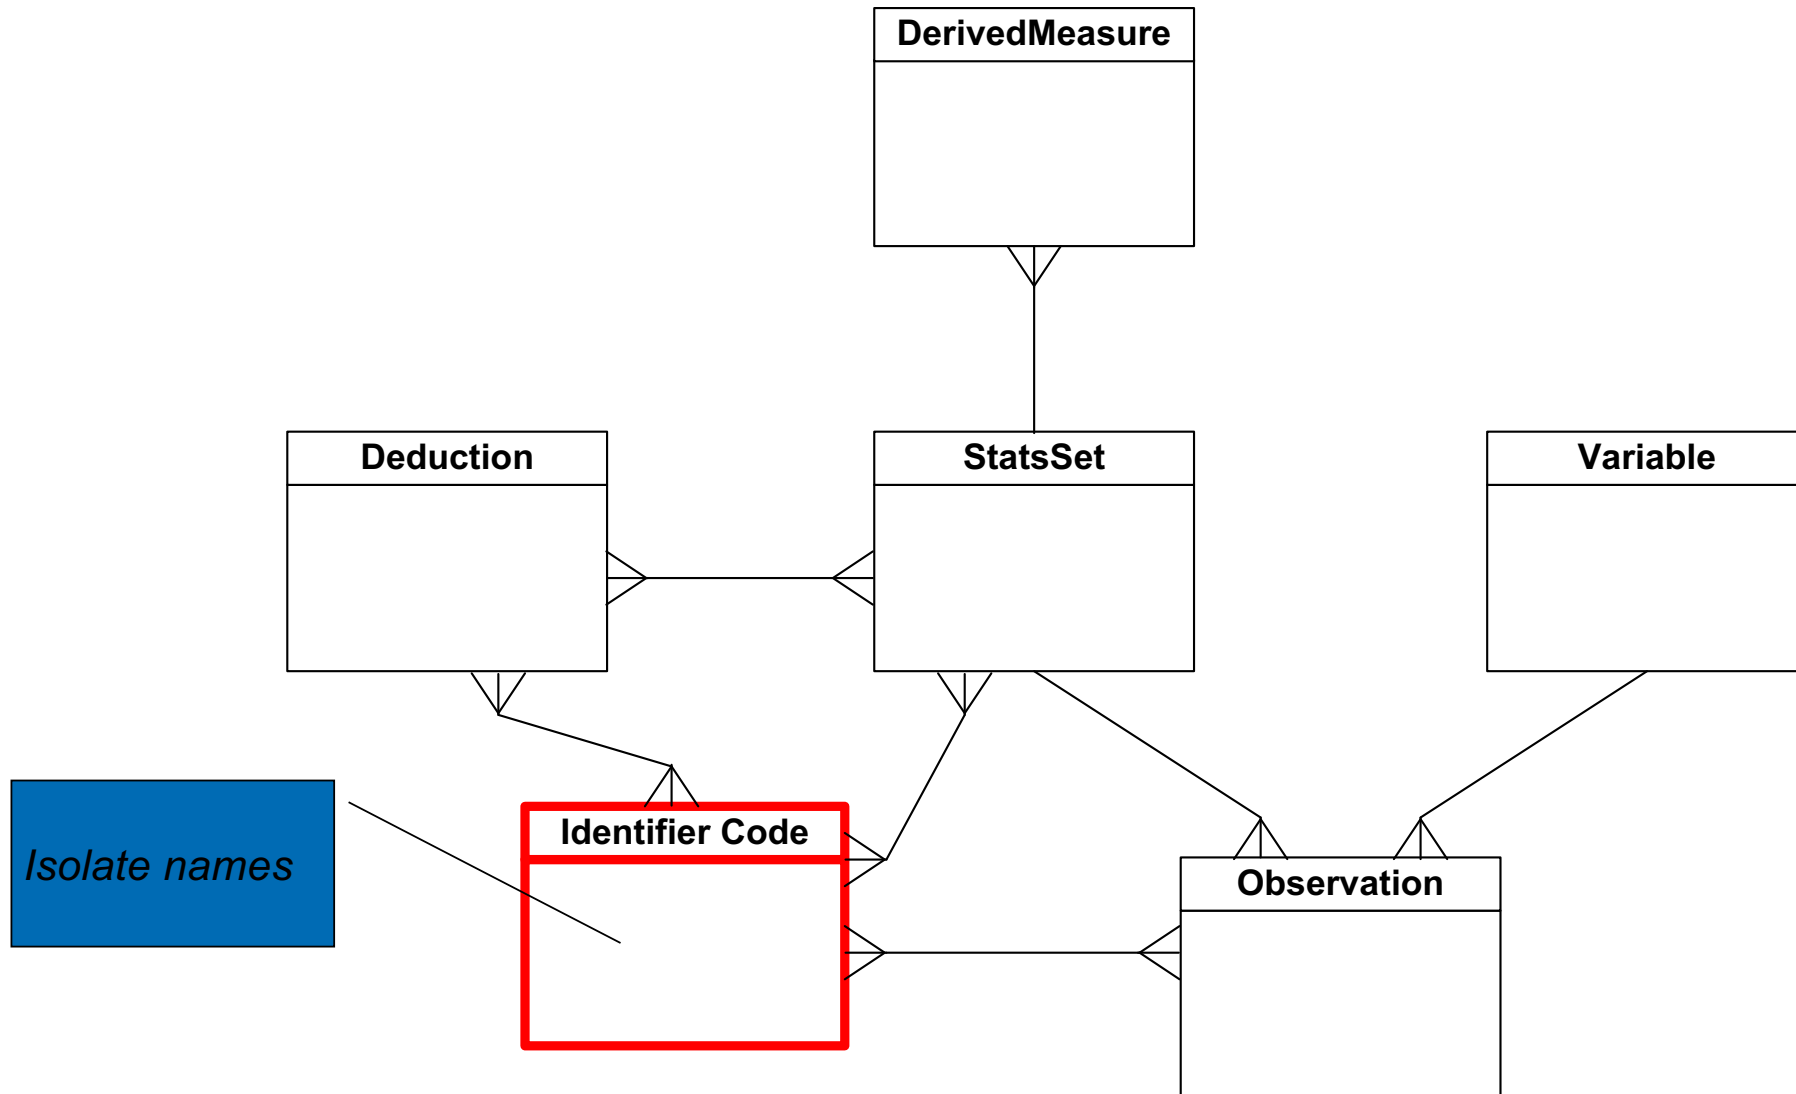 DerivedMeasure
Deduction
StatsSet
Variable
Isolate names
Identifier Code
Observation